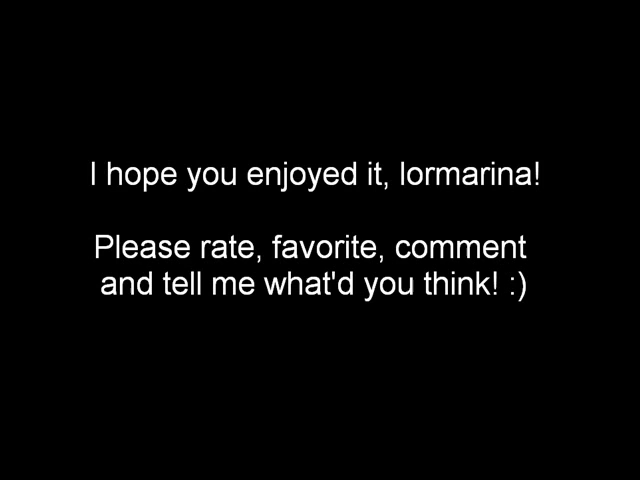 I hope you enjoyed it, lormarina!
Please rate, favorite, comment
and tell me what'd you think! :)